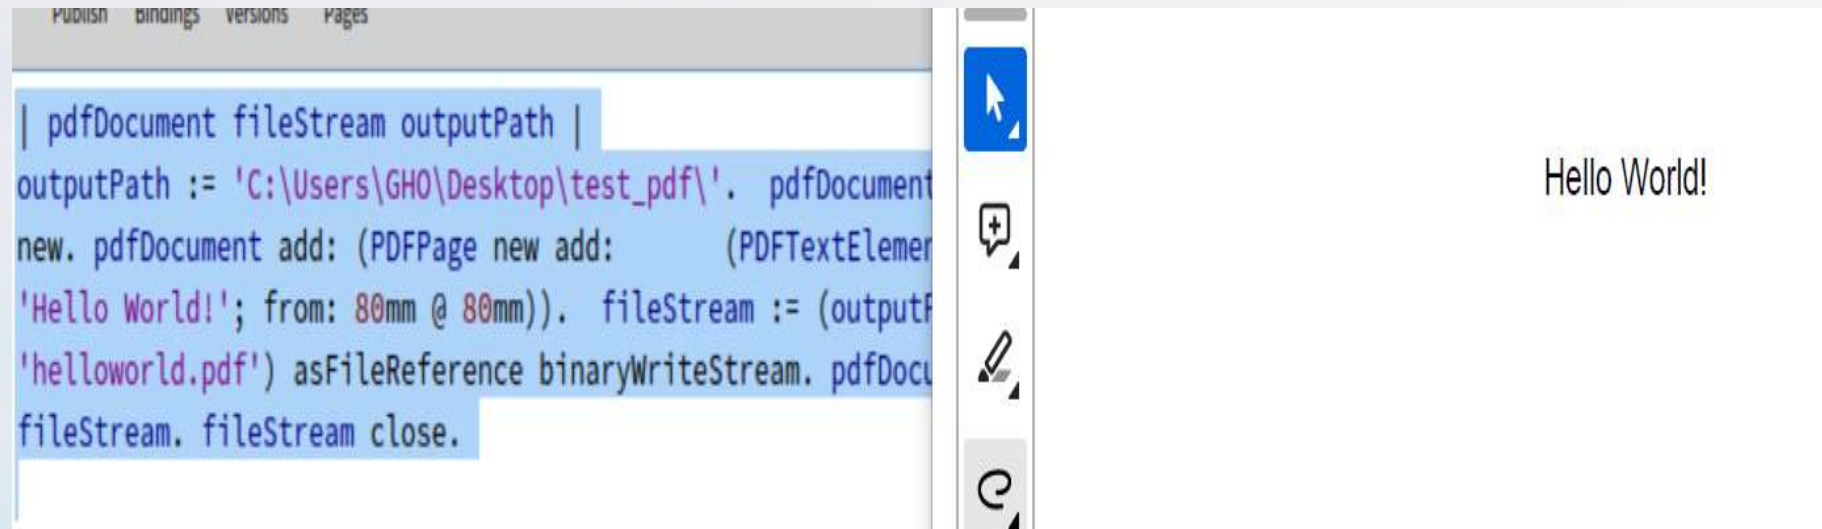 Publish Bindings Versions Pages
| pdfDocument fileStream outputPath |
outputPath := 'C:\Users\GHO\Desktop\test_pdf\'. pdfDocument
new. pdfDocument add: (PDFPage new add: (PDFTextElemen
'Hello World!'; from: 80mm @ 80mm)). fileStream := (outputP
'helloworld.pdf') asFileReference binaryWriteStream. pdfDocu
fileStream. fileStream close.
Hello World!